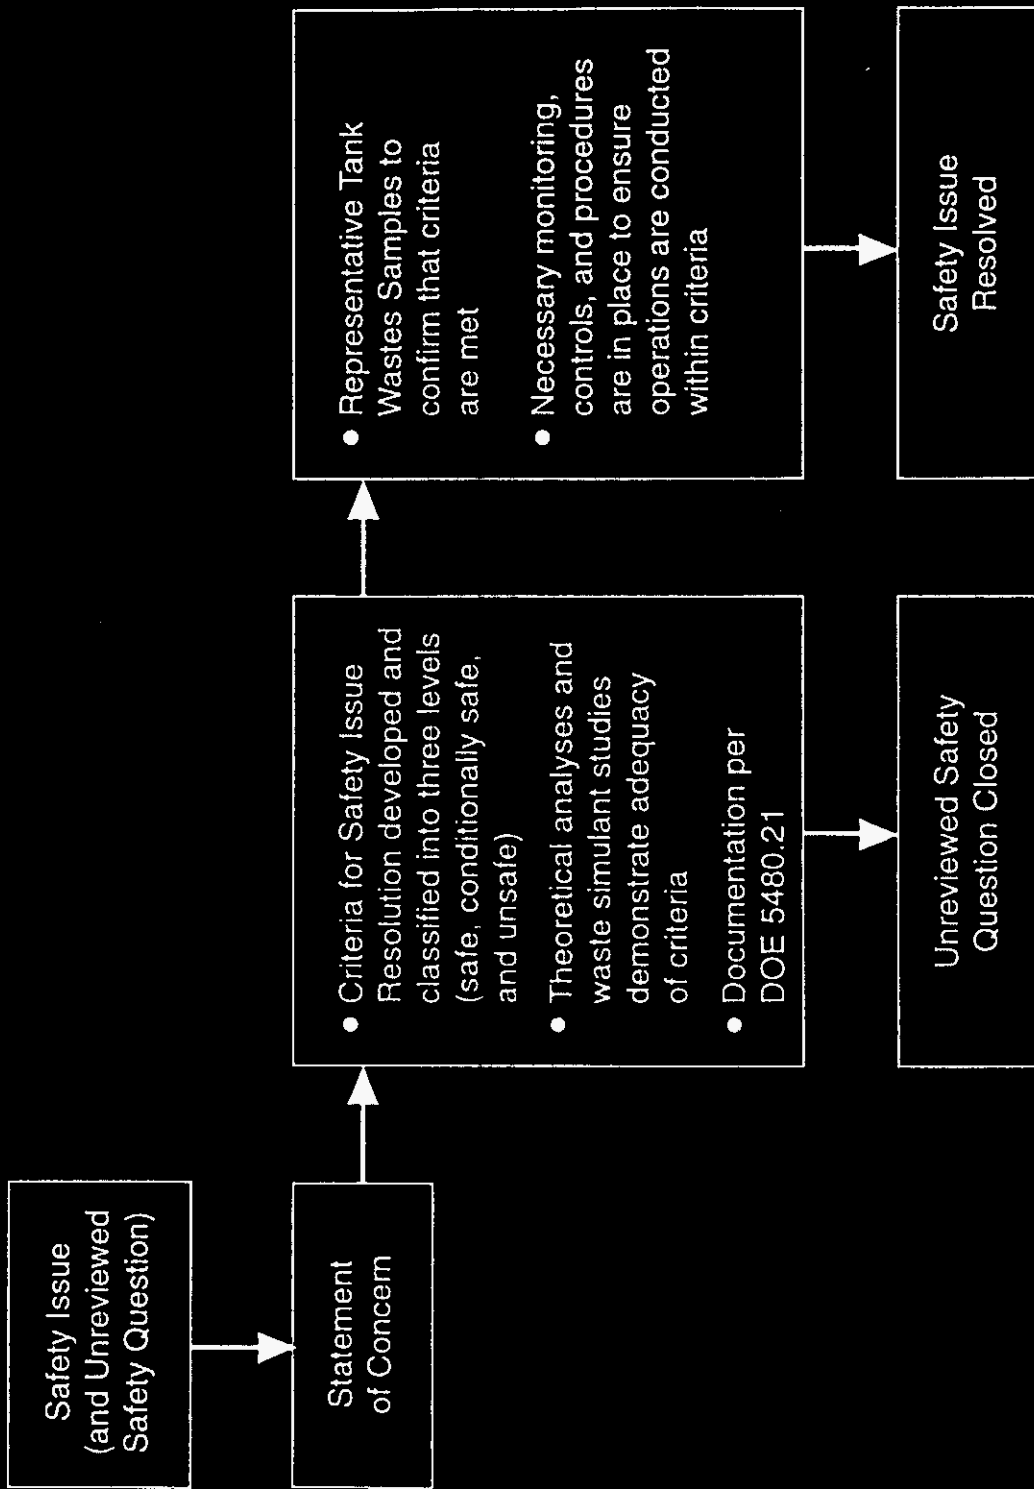 Safety Issue
(and Unreviewed
Safety Question)
Statement
of Concern
● Criteria for Safety Issue
Resolution developed and
classified into three levels
(safe, conditionally safe,
and unsafe)
● Theoretical analyses and
waste simulant studies
demonstrate adequacy
of criteria
● Documentation per
DOE 5480.21
Unreviewed Safety
Question Closed
● Representative Tank
Wastes Samples to
confirm that criteria
are met
● Necessary monitoring,
controls, and procedures
are in place to ensure
operations are conducted
within criteria
Safety Issue
Resolved